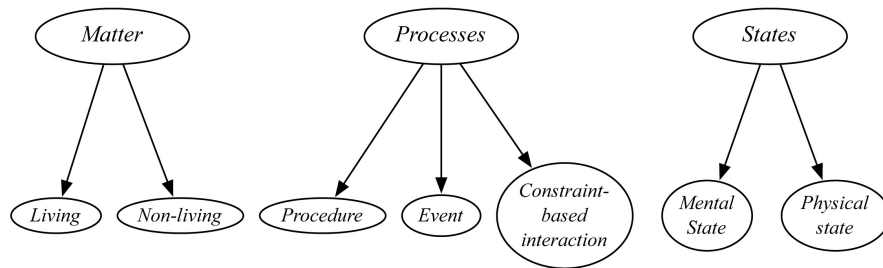 Matter
Processes
States
Living
Non-living
Procedure
Event
Constraint-
based
interaction
Mental
State
Physical
state